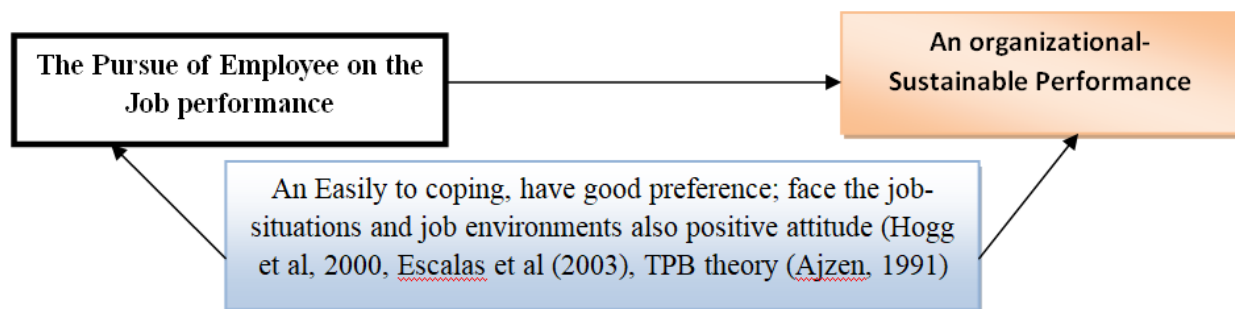 The Pursue of Employee on the
Job performance
An organizational-
Sustainable Performance
An Easily to coping, have good preference; face the job-
situations and job environments also positive attitude (Hogg
et al, 2000, Escalas et al (2003), TPB theory (Ajzen, 1991)